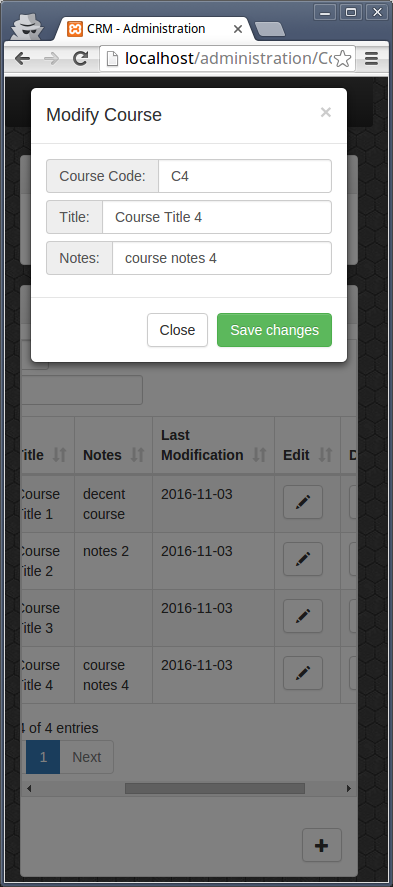 CRM - Administration
localhost/administration/Co
Modify Course
×
Course Code: C4
Title: Course Title 4
Notes: course notes 4
Close Save changes
Title Notes Last Modification Edit D
Course Title 1 decent course 2016-11-03
Course Title 2 notes 2 2016-11-03
Course Title 3 2016-11-03
Course Title 4 course notes 4 2016-11-03
4 of 4 entries
1 Next